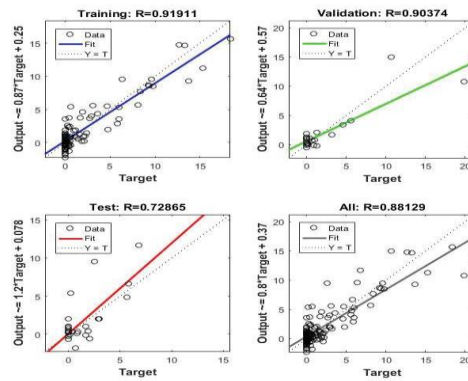 Training: R=0.91911
Output ~= 0.87*Target + 0.25
15
10
5
0
Data
Fit
Y = T
0
5
10
15
Target
Validation: R=0.90374
Output ~= 0.64*Target + 0.57
20
15
10
5
0
Data
Fit
Y = T
0
5
10
15
20
Target
Test: R=0.72865
Output ~= 1.2*Target + 0.078
15
10
5
0
Data
Fit
Y = T
0
5
10
15
Target
All: R=0.88129
Output ~= 0.8*Target + 0.37
20
15
10
5
0
Data
Fit
Y = T
0
5
10
15
20
Target